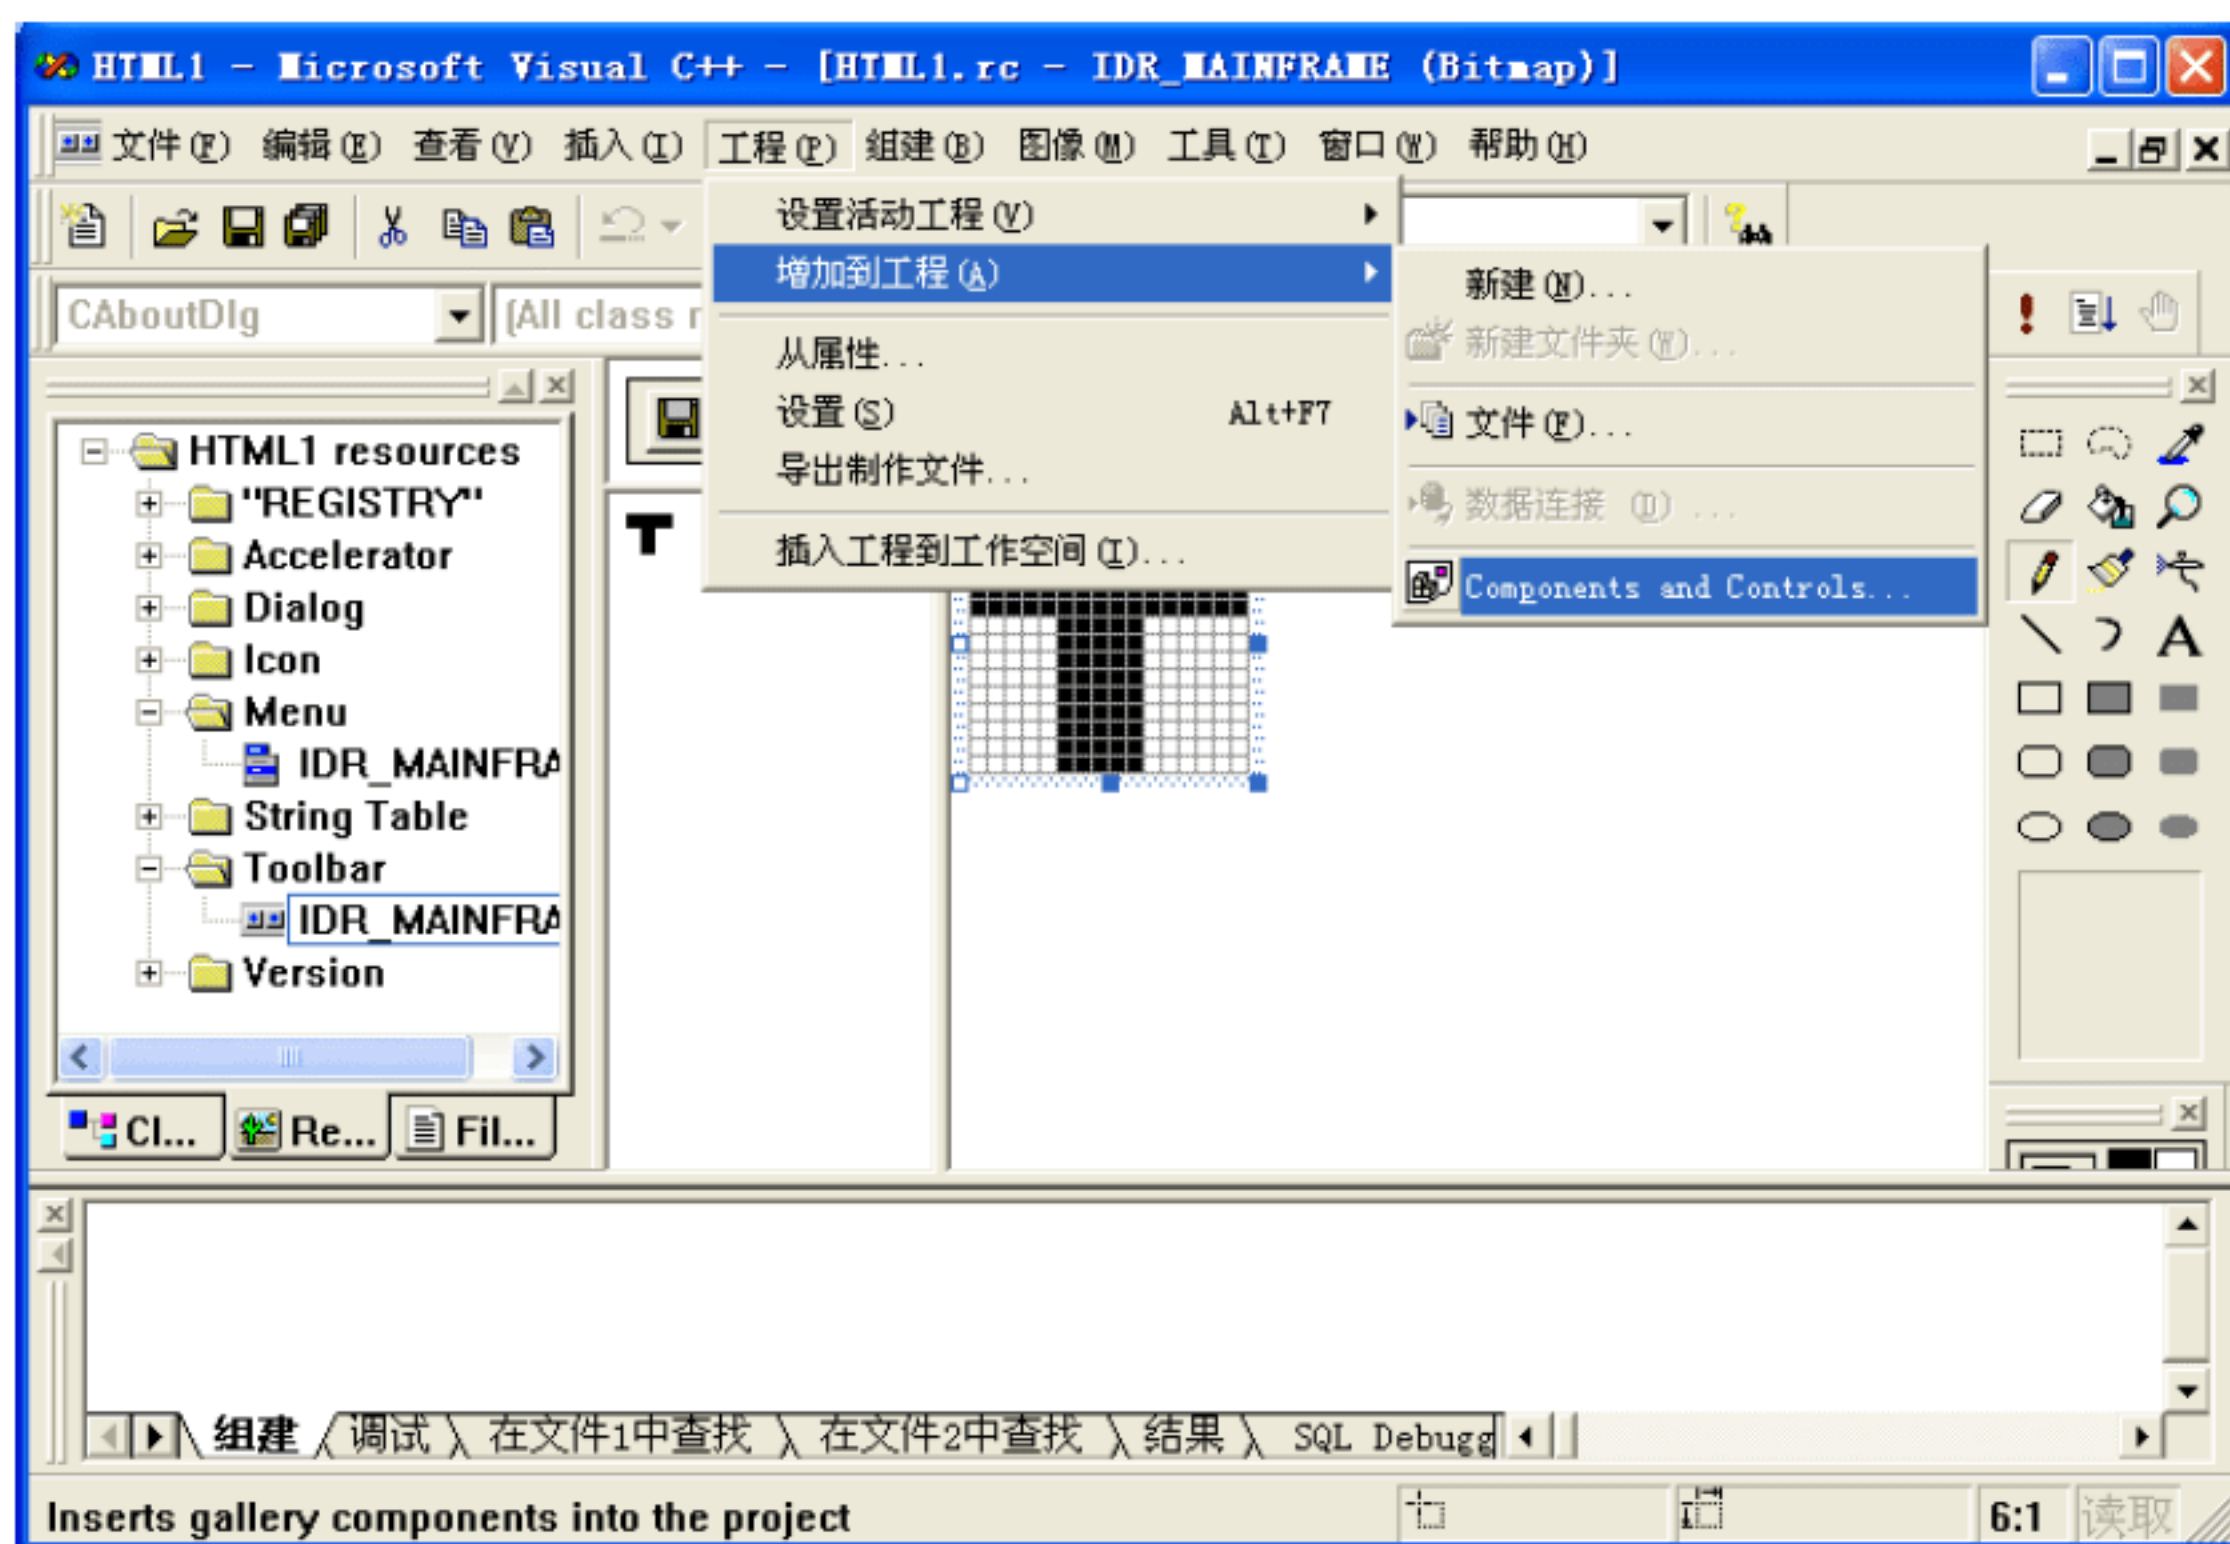 HTML1 - Microsoft Visual C++ - [HTML1.rc - IDR_MAINFRAME (Bitmap)]
文件(F) 编辑(E) 查看(V) 插入(I) 工程(P) 组建(B) 图像(M) 工具(T) 窗口(W) 帮助(H)
设置活动工程(V)
增加到工程(A)
从属性...
设置(S) Alt+F7
导出制作文件...
插入工程到工作空间(I)...
新建(N)...
新建文件夹(W)...
文件(F)...
数据连接 (D) ...
Components and Controls...
CAboutDlg
(All class
HTML1 resources
"REGISTRY"
Accelerator
Dialog
Icon
Menu
IDR_MAINFRA
String Table
Toolbar
IDR_MAINFRA
Version
Cl... Re... Fil...
T
A
组建 调试 在文件1中查找 在文件2中查找 结果 SQL Debugg
Inserts gallery components into the project
6:1 读取